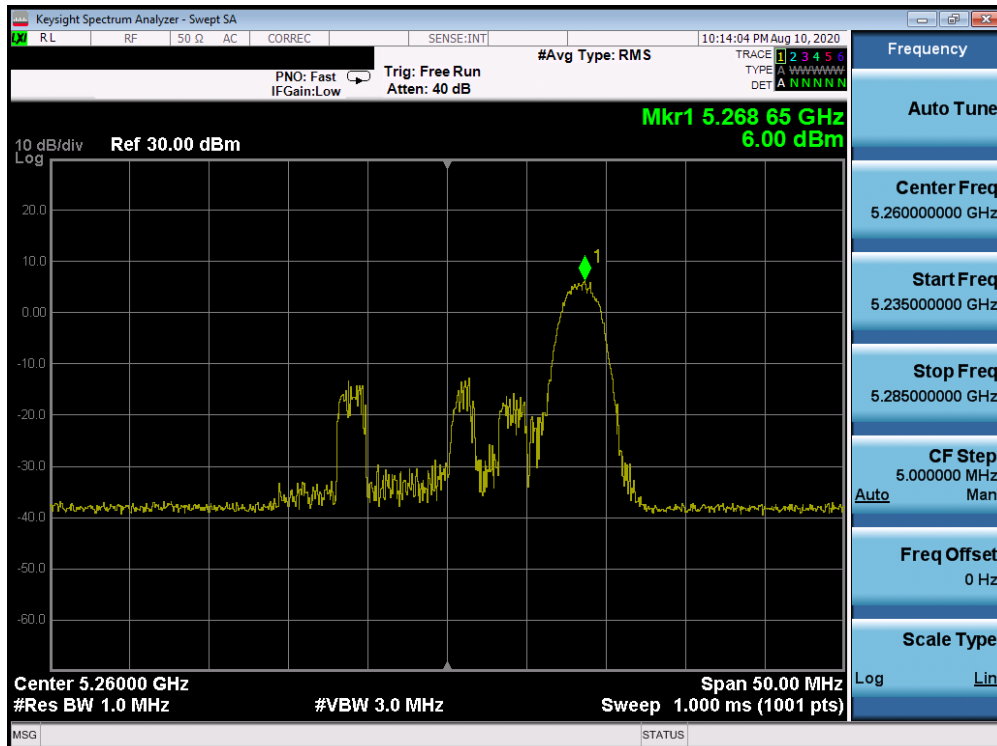 Keysight Spectrum Analyzer - Swept SA
LXI RL RF 50 Ω AC CORREC SENSE:INT 10:14:04 PM Aug 10, 2020
#Avg Type: RMS TRACE 1 2 3 4 5 6
PNO: Fast Trig: Free Run TYPE A WWWWW
IFGain:Low Atten: 40 dB DET A N N N N N
Mkr1 5.268 65 GHz
6.00 dBm
10 dB/div Ref 30.00 dBm
Log
1
20.0
10.0
0.00
-10.0
-20.0
-30.0
-40.0
-50.0
-60.0
Center 5.26000 GHz Span 50.00 MHz
#Res BW 1.0 MHz #VBW 3.0 MHz Sweep 1.000 ms (1001 pts)
MSG STATUS
Frequency
Auto Tune
Center Freq
5.260000000 GHz
Start Freq
5.235000000 GHz
Stop Freq
5.285000000 GHz
CF Step
5.000000 MHz
Auto Man
Freq Offset
0 Hz
Scale Type
Log Lin